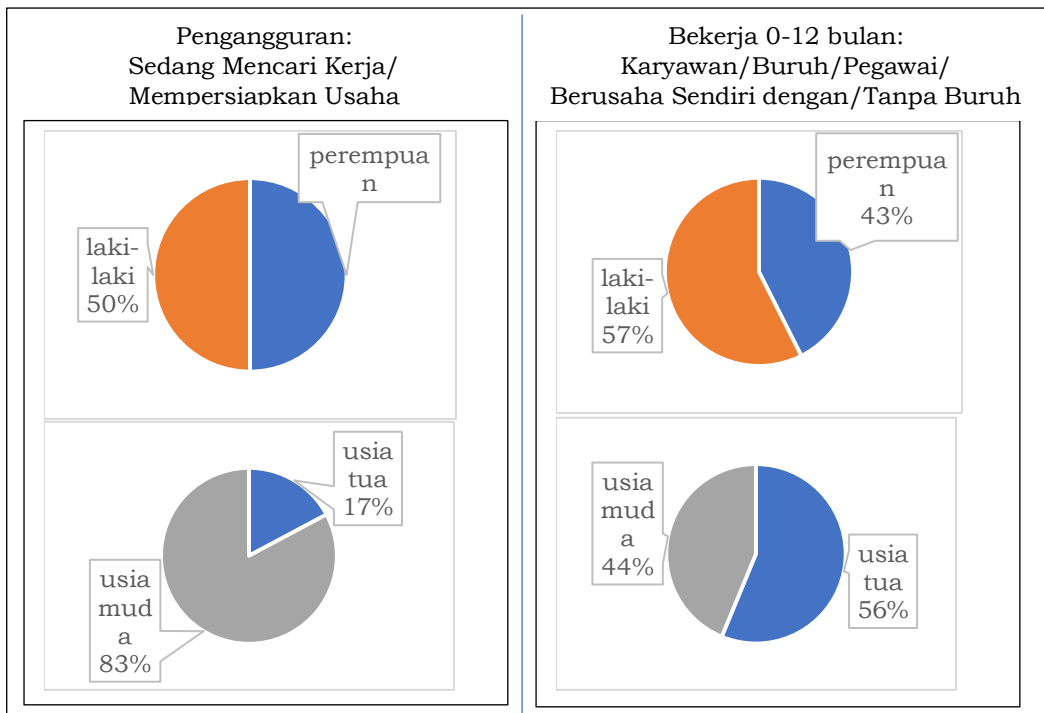 Pengangguran:
Sedang Mencari Kerja/
Mempersiapkan Usaha
perempua
n
laki-
laki
50%
usia
tua
17%
usia
mud
a
83%
Bekerja 0-12 bulan:
Karyawan/Buruh/Pegawai/
Berusaha Sendiri dengan/Tanpa Buruh
perempua
n
43%
laki-
laki
57%
usia
mud
a
44%
usia
tua
56%